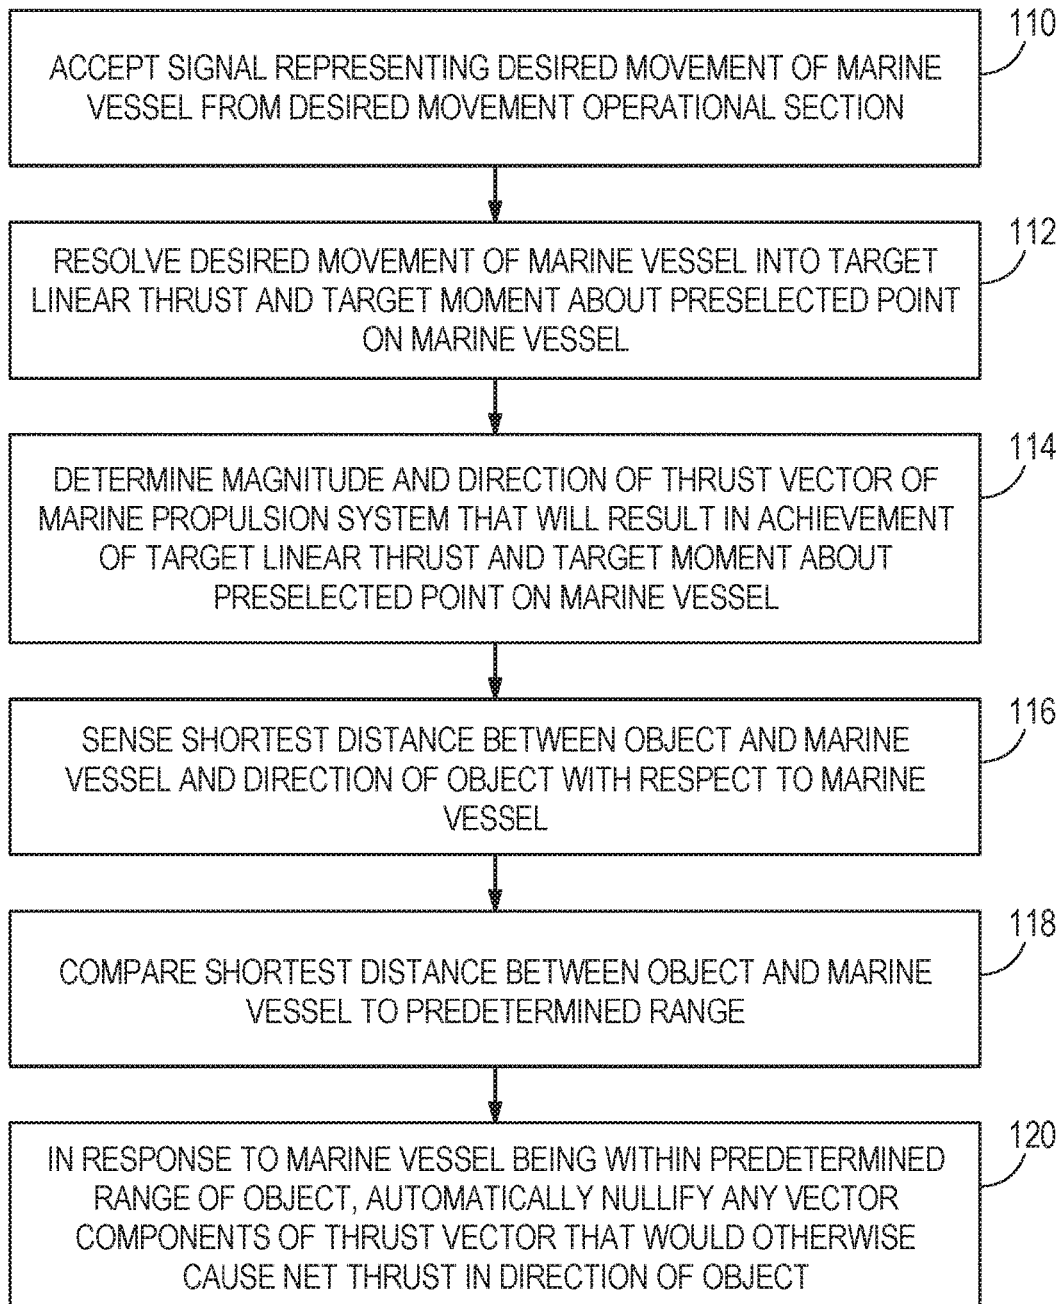 110
ACCEPT SIGNAL REPRESENTING DESIRED MOVEMENT OF MARINE
VESSEL FROM DESIRED MOVEMENT OPERATIONAL SECTION
112
RESOLVE DESIRED MOVEMENT OF MARINE VESSEL INTO TARGET
LINEAR THRUST AND TARGET MOMENT ABOUT PRESELECTED POINT
ON MARINE VESSEL
114
DETERMINE MAGNITUDE AND DIRECTION OF THRUST VECTOR OF
MARINE PROPULSION SYSTEM THAT WILL RESULT IN ACHIEVEMENT
OF TARGET LINEAR THRUST AND TARGET MOMENT ABOUT
PRESELECTED POINT ON MARINE VESSEL
116
SENSE SHORTEST DISTANCE BETWEEN OBJECT AND MARINE
VESSEL AND DIRECTION OF OBJECT WITH RESPECT TO MARINE
VESSEL
118
COMPARE SHORTEST DISTANCE BETWEEN OBJECT AND MARINE
VESSEL TO PREDETERMINED RANGE
120
IN RESPONSE TO MARINE VESSEL BEING WITHIN PREDETERMINED
RANGE OF OBJECT, AUTOMATICALLY NULLIFY ANY VECTOR
COMPONENTS OF THRUST VECTOR THAT WOULD OTHERWISE
CAUSE NET THRUST IN DIRECTION OF OBJECT